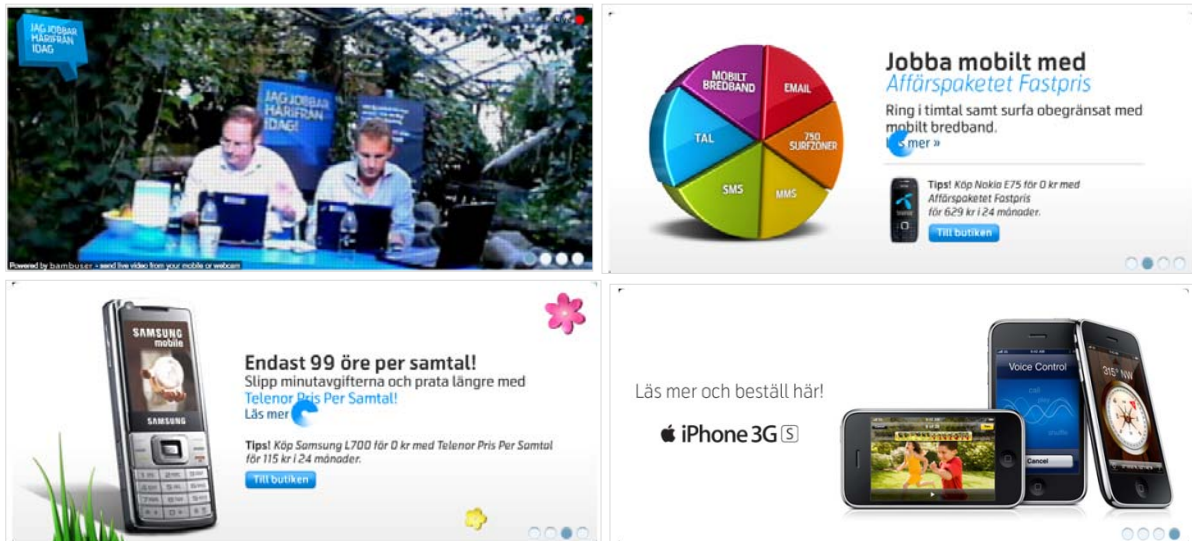 JAG JOBBAR
HÄRIFRÅN
IDAG
JAG JOBBAR
HÄRIFRÅN
IDAG!
Powered by bambuser - send live video from your mobile or webcam
Jobba mobilt med
Affärspaketet Fastpris
Ring i timtal samt surfa obegränsat med
mobilt bredband.
mer »
MOBILT
BREDBAND
EMAIL
TAL
750
SURFZONER
SMS
MMS
Tips! Köp Nokia E75 för 0 kr med
Affärspaketet Fastpris
för 629 kr i 24 månader.
Till butiken
SAMSUNG
mobile
SAMSUNG
Endast 99 öre per samtal!
Slipp minutavgifterna och prata längre med
Telenor Pris Per Samtal!
Läs mer
Tips! Köp Samsung L700 för 0 kr med Telenor Pris Per Samtal
för 115 kr i 24 månader.
Till butiken
Läs mer och beställ här!
iPhone 3G S
Voice Control
Cancel
315° NW